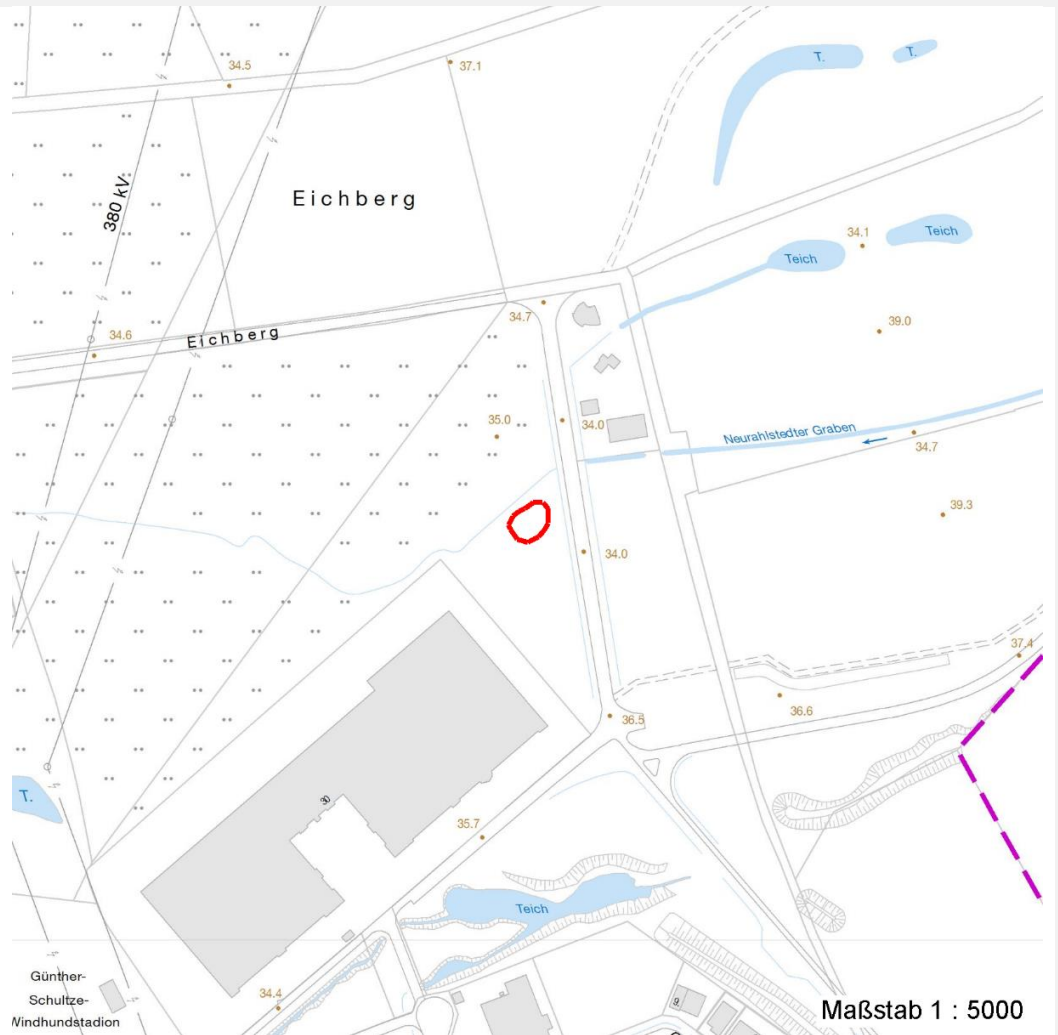 T.
T.
34.5
37.1
380 kV
Eichberg
34.1
Teich
Teich
34.7
39.0
34.6
Eichberg
35.0
34.0
Neurahlstedter Graben
34.7
39.3
34.0
37.4
36.6
36.5
T.
30
35.7
Teich
Günther-
Schultze-
Windhundstadion
34.4
9
Maßstab 1 : 5000